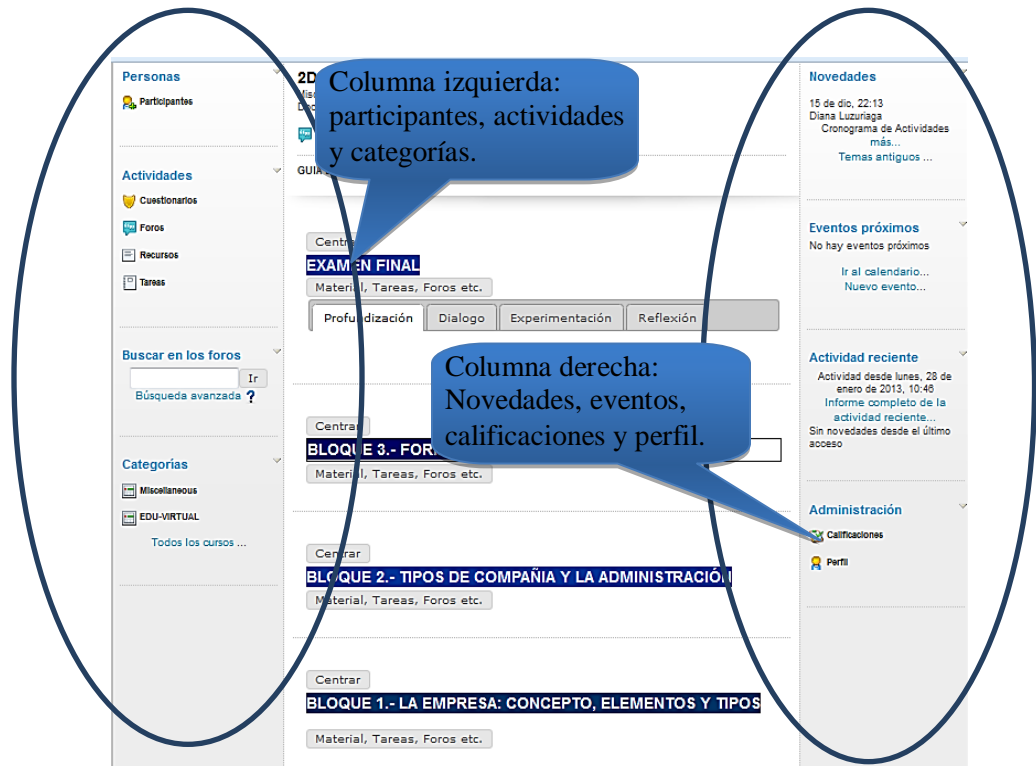 Personas
Participantes
Actividades
Cuestionarios
Foros
Recursos
Tareas
Buscar en los foros
Ir
Búsqueda avanzada ?
Categorías
Miscellaneous
EDU-VIRTUAL
Todos los cursos ...
Columna izquierda:
participantes, actividades
y categorías.
EXAMEN FINAL
Material, Tareas, Foros etc.
Profundización Dialogo Experimentación Reflexión
Columna derecha:
Novedades, eventos,
calificaciones y perfil.
Centrar
BLOQUE 3.-
Material, Tareas, Foros etc.
Centrar
BLOQUE 2.- TIPOS DE COMPAÑIA Y LA ADMINISTRACIÓN
Material, Tareas, Foros etc.
Centrar
BLOQUE 1.- LA EMPRESA: CONCEPTO, ELEMENTOS Y TIPOS
Material, Tareas, Foros etc.
Novedades
15 de dic, 22:13
Diana Luzuriaga
Cronograma de Actividades
más...
Temas antiguos ...
Eventos próximos
No hay eventos próximos
Ir al calendario...
Nuevo evento...
Actividad reciente
Actividad desde lunes, 28 de
enero de 2013, 10:46
Informe completo de la
actividad reciente...
Sin novedades desde el último
acceso
Administración
Calificaciones
Perfil